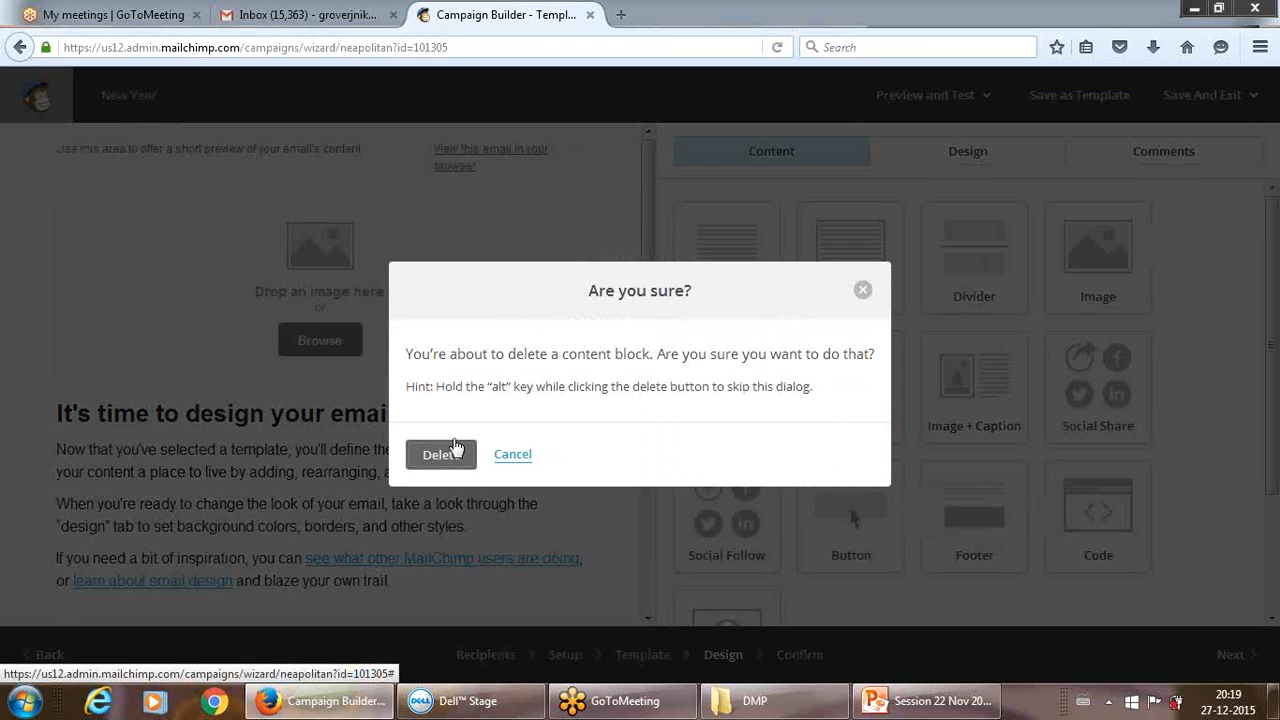 My meetings | GoToMeeting
Inbox (15,363) - groverjnik...
Campaign Builder - Templ...
https://us12.admin.mailchimp.com/campaigns/wizard/neapolitan?id=101305
Search
New Year
Preview and Test
Save as Template
Save And Exit
Use this area to offer a short preview of your email's content.
View this email in your
browser
Content
Design
Comments
Divider
Image
Drop an image here
or
Browse
Are you sure?
You're about to delete a content block. Are you sure you want to do that?
Hint: Hold the "alt" key while clicking the delete button to skip this dialog.
Delete
Cancel
Image + Caption
Social Share
It's time to design your emai
Now that you've selected a template, you'll define the
your content a place to live by adding, rearranging, a
When you're ready to change the look of your email, take a look through the
"design" tab to set background colors, borders, and other styles.
If you need a bit of inspiration, you can see what other MailChimp users are doing,
or learn about email design and blaze your own trail.
Social Follow
Button
Footer
Code
Back
Recipients
Setup
Template
Design
Confirm
Next
https://us12.admin.mailchimp.com/campaigns/wizard/neapolitan?id=101305#
Campaign Builder...
DELL
Dell™ Stage
GoToMeeting
DMP
Session 22 Nov 20...
20:19
27-12-2015